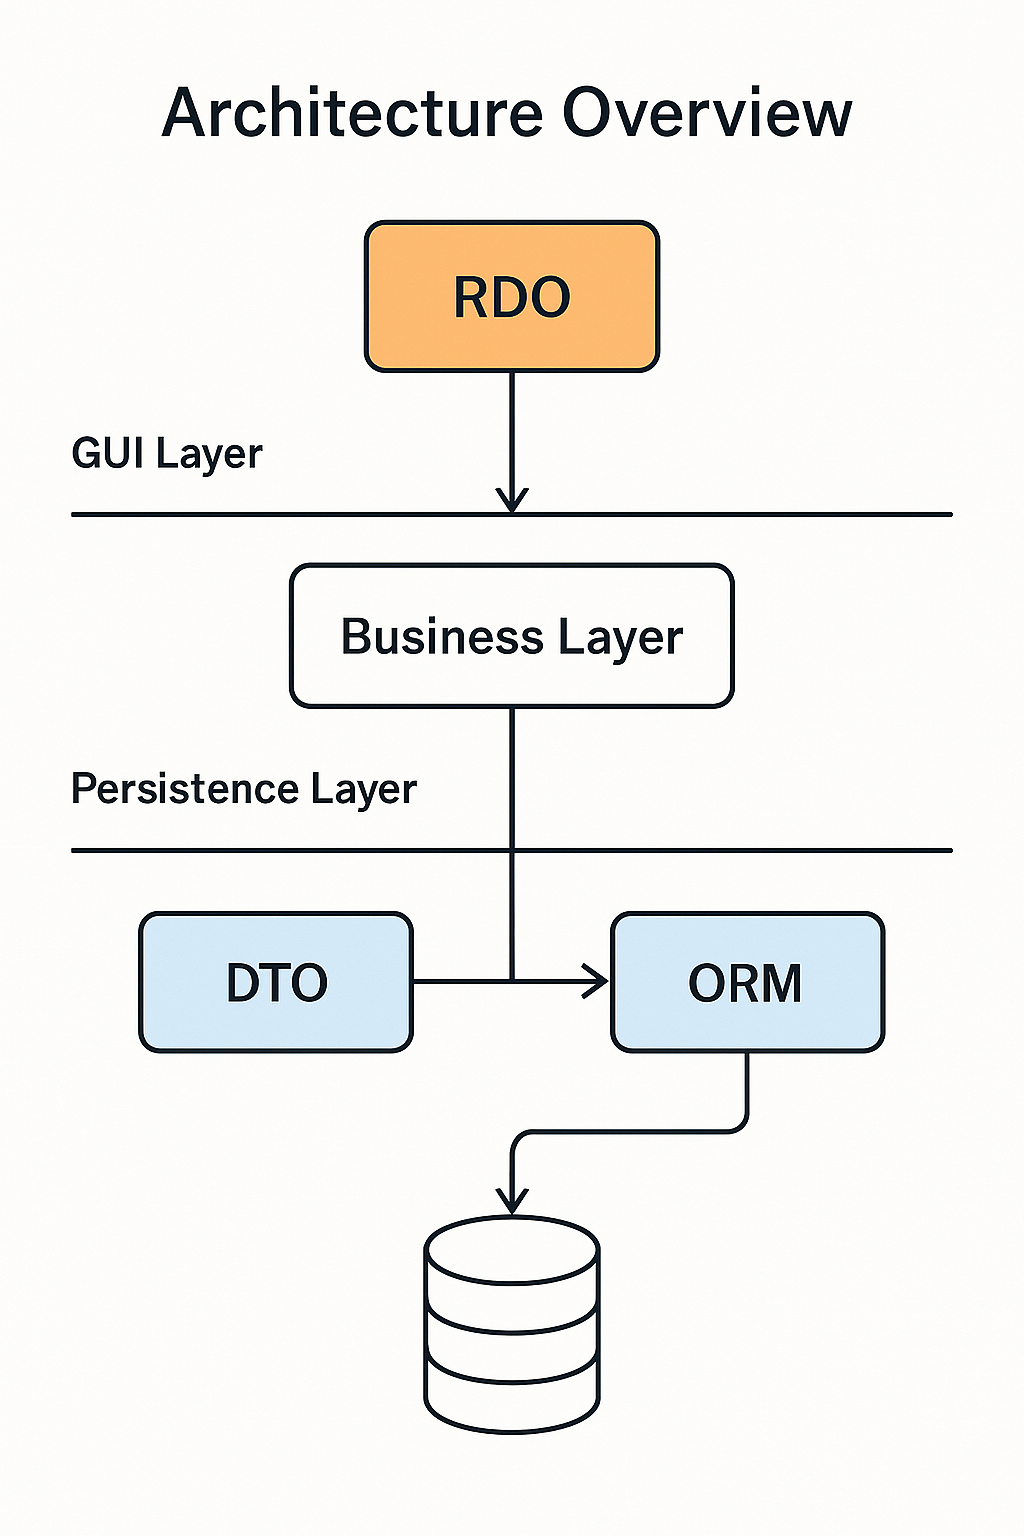 Architecture Overview
RDO
GUI Layer
Business Layer
Persistence Layer
DTO
ORM